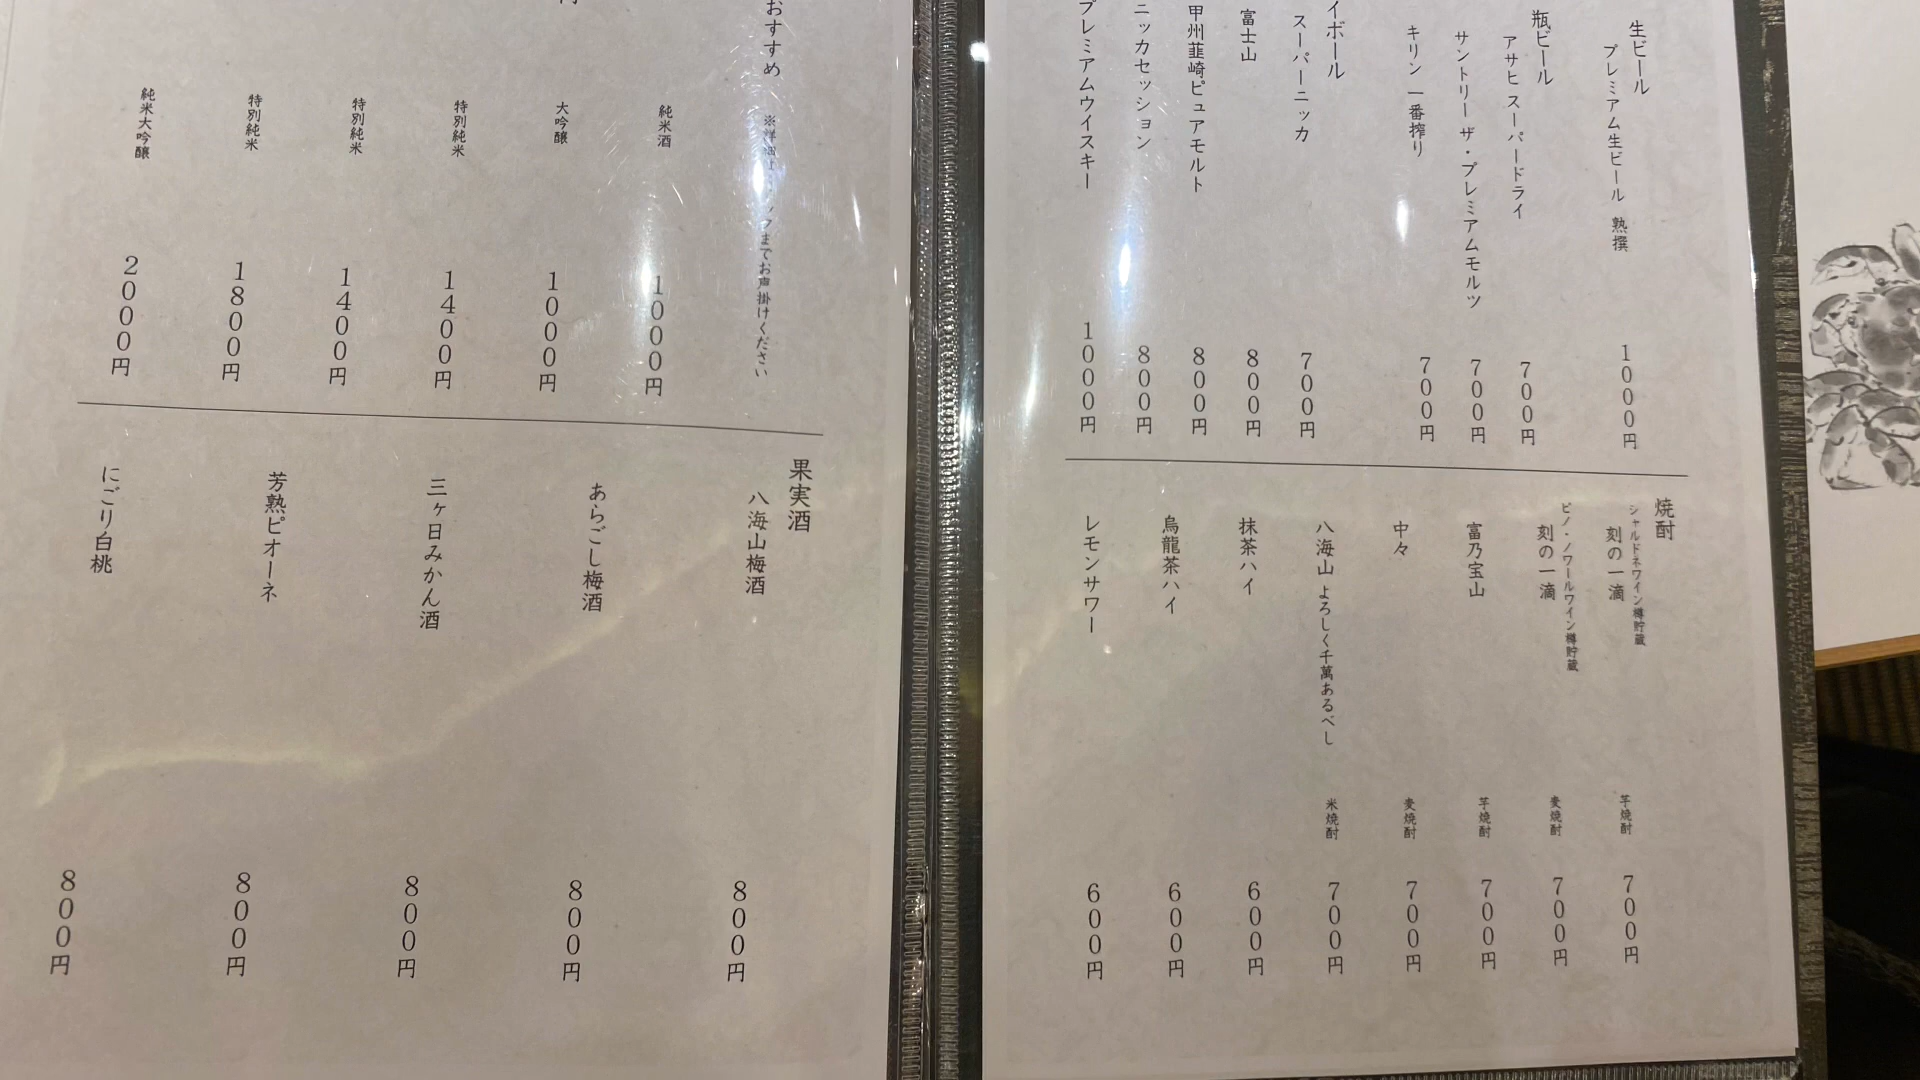 生ビール
プレミアム生ビール 熟撰 1000円
瓶ビール
アサヒ スーパードライ 700円
サントリー ザ・プレミアムモルツ 700円
キリン 一番搾り 700円
イボール
スーパーニッカ 700円
富士山 800円
甲州韮崎ピュアモルト 800円
ニッカセッション 800円
プレミアムウイスキー 1000円
焼酎
シャルドネワイン樽貯蔵
刻の一滴 芋焼酎 700円
ピノ・ノワールワイン樽貯蔵
刻の一滴 麦焼酎 700円
富乃宝山 芋焼酎 700円
中々 麦焼酎 700円
八海山 よろしく千萬あるべし 米焼酎 700円
抹茶ハイ 600円
烏龍茶ハイ 600円
レモンサワー 600円
おすすめ ※詳細は スタッフまでお声掛けください
純米酒 1000円
大吟醸 1000円
特別純米 1400円
特別純米 1400円
特別純米 1800円
純米大吟醸 2000円
果実酒
八海山梅酒 800円
あらごし梅酒 800円
三ヶ日みかん酒 800円
芳熟ピオーネ 800円
にごり白桃 800円